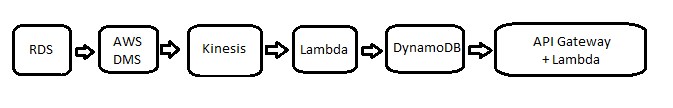 RDS
AWS
DMS
Kinesis
Lambda
DynamoDB
API Gateway
+ Lambda